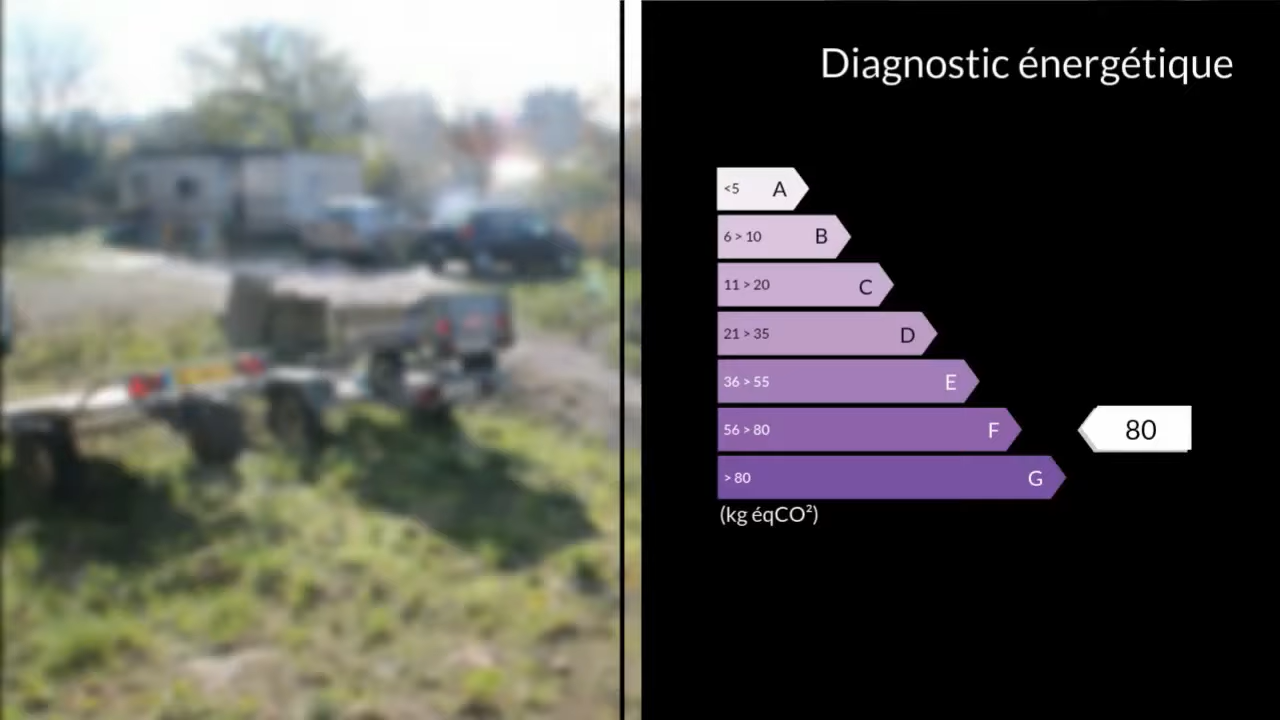 Diagnostic énergétique
<5 A
6 > 10 B
11 > 20 C
21 > 35 D
36 > 55 E
56 > 80 F
80
> 80 G
(kg éqCO²)